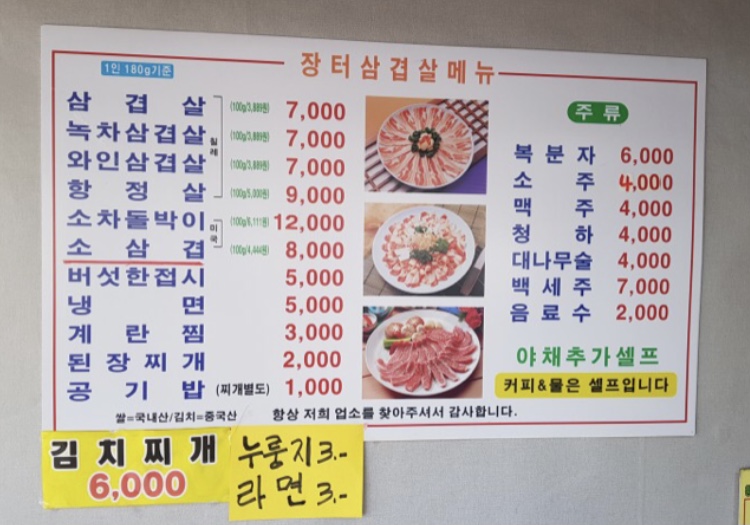 장터삼겹살메뉴
1인 180g기준
삼겹살 (100g/3,889원) 7,000
녹차삼겹살 (100g/3,889원) 7,000
와인삼겹살 (100g/3,889원) 7,000
항정살 (100g/5,000원) 9,000
칠레
소차돌박이 (100g/6,111원) 12,000
소삼겹 (100g/4,444원) 8,000
미국
버섯한접시 5,000
냉면 5,000
계란찜 3,000
된장찌개 2,000
공기밥 (찌개별도) 1,000
쌀=국내산/김치=중국산
항상 저희 업소를 찾아주셔서 감사합니다.
주류
복분자 6,000
소주 4,000
맥주 4,000
청하 4,000
대나무술 4,000
백세주 7,000
음료수 2,000
야채추가셀프
커피&물은 셀프입니다
김치찌개
6,000
누룽지 3.-
라면 3.-